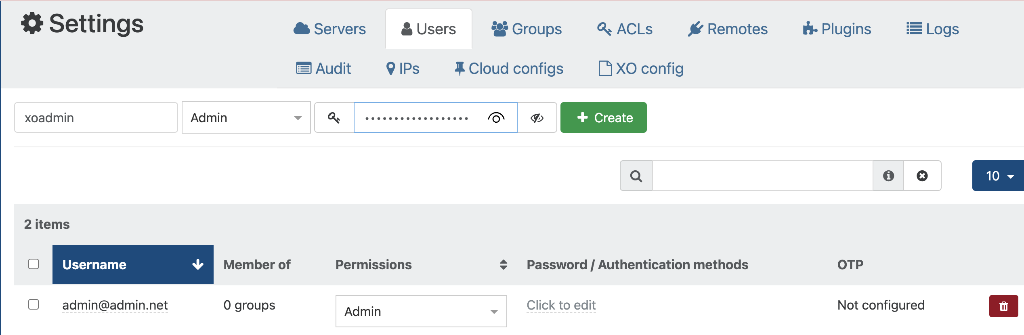 Settings
Servers Users Groups ACLs Remotes Plugins Logs
Audit IPs Cloud configs XO config
xoadmin Admin •••••••••••••••••• Create
10
2 items
Username Member of Permissions Password / Authentication methods OTP
admin@admin.net 0 groups Admin Click to edit Not configured